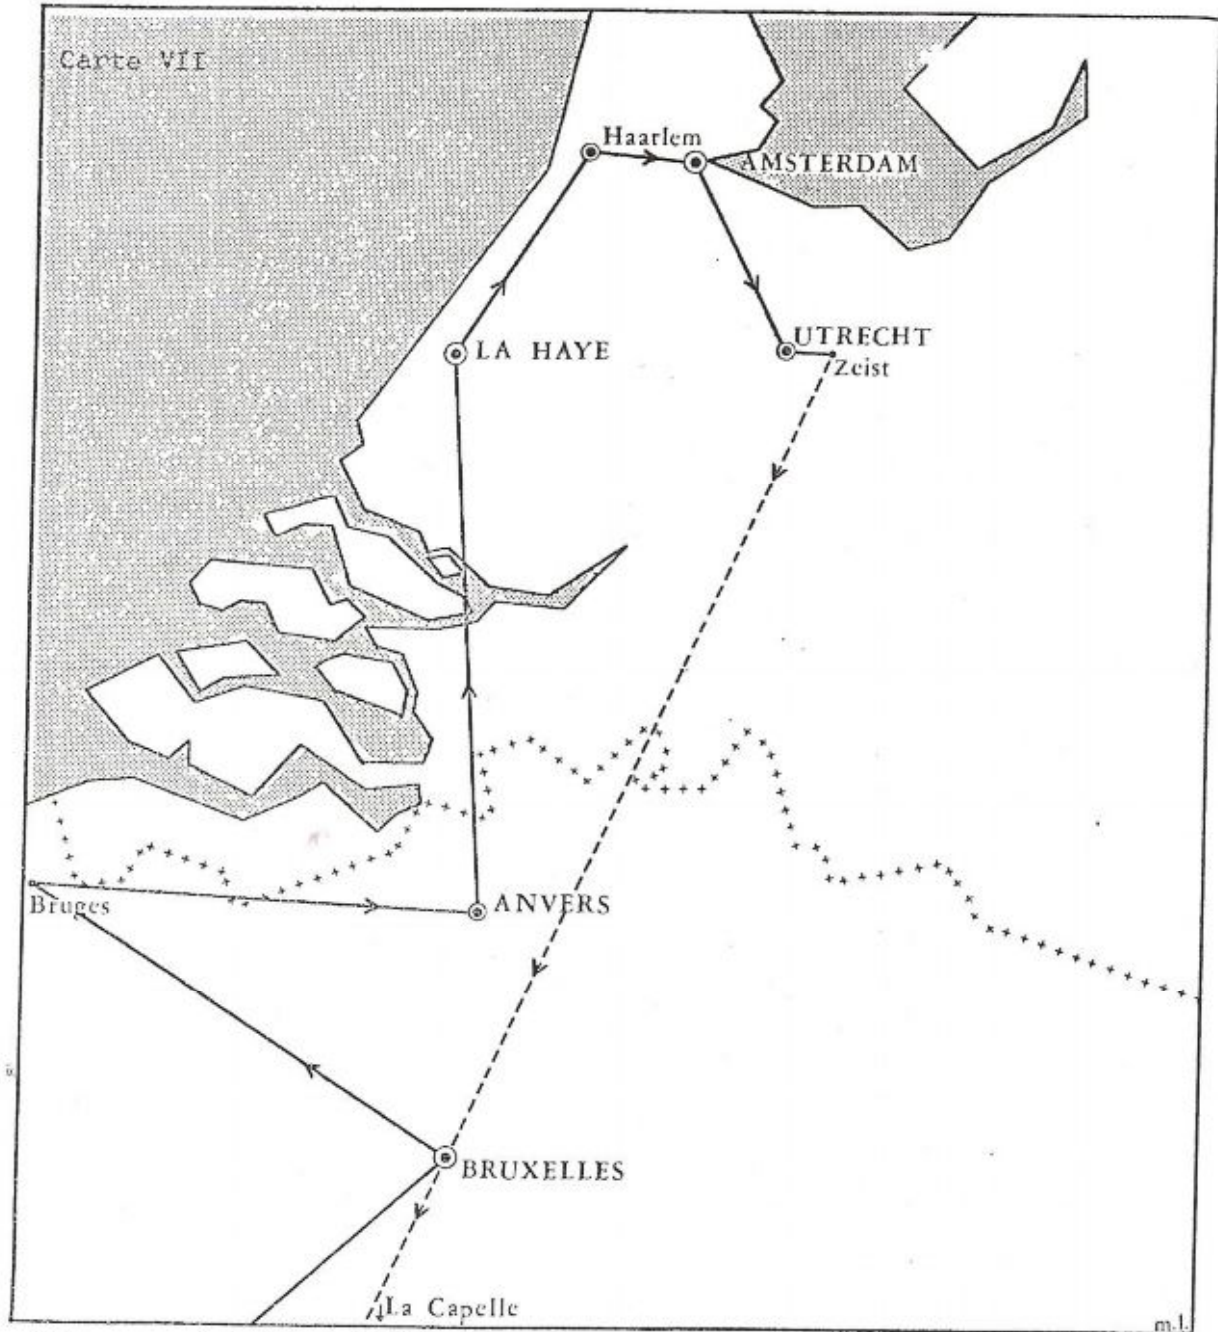 Carte VII
Haarlem
AMSTERDAM
LA HAYE
UTRECHT
Zeist
Bruges
ANVERS
BRUXELLES
La Capelle
m.l.